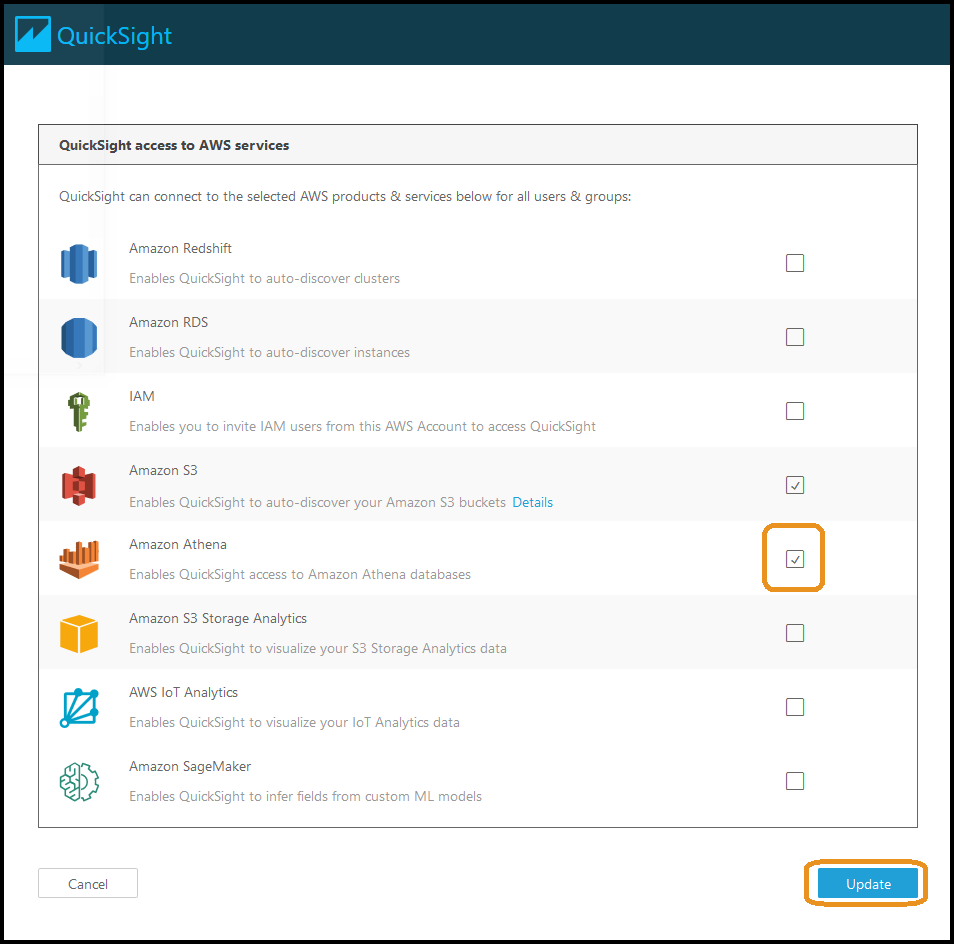 QuickSight
QuickSight access to AWS services
QuickSight can connect to the selected AWS products & services below for all users & groups:
Amazon Redshift
Enables QuickSight to auto-discover clusters
Amazon RDS
Enables QuickSight to auto-discover instances
IAM
Enables you to invite IAM users from this AWS Account to access QuickSight
Amazon S3
Enables QuickSight to auto-discover your Amazon S3 buckets Details
Amazon Athena
Enables QuickSight access to Amazon Athena databases
Amazon S3 Storage Analytics
Enables QuickSight to visualize your S3 Storage Analytics data
AWS IoT Analytics
Enables QuickSight to visualize your IoT Analytics data
Amazon SageMaker
Enables QuickSight to infer fields from custom ML models
Cancel
Update